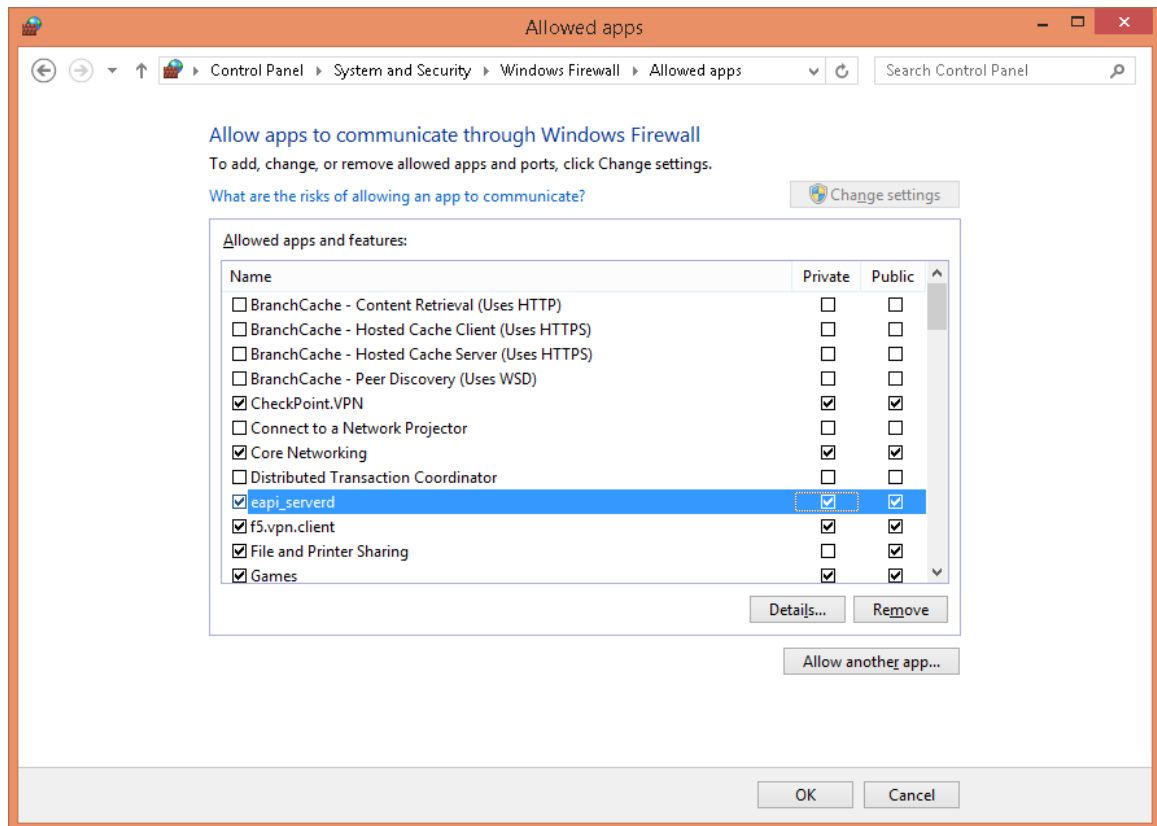 Allowed apps
Control Panel System and Security Windows Firewall Allowed apps Search Control Panel
Allow apps to communicate through Windows Firewall
To add, change, or remove allowed apps and ports, click Change settings.
What are the risks of allowing an app to communicate? Change settings
Allowed apps and features:
Name Private Public
BranchCache - Content Retrieval (Uses HTTP)
BranchCache - Hosted Cache Client (Uses HTTPS)
BranchCache - Hosted Cache Server (Uses HTTPS)
BranchCache - Peer Discovery (Uses WSD)
CheckPoint.VPN
Connect to a Network Projector
Core Networking
Distributed Transaction Coordinator
eapi_serverd
f5.vpn.client
File and Printer Sharing
Games
Details... Remove
Allow another app...
OK Cancel